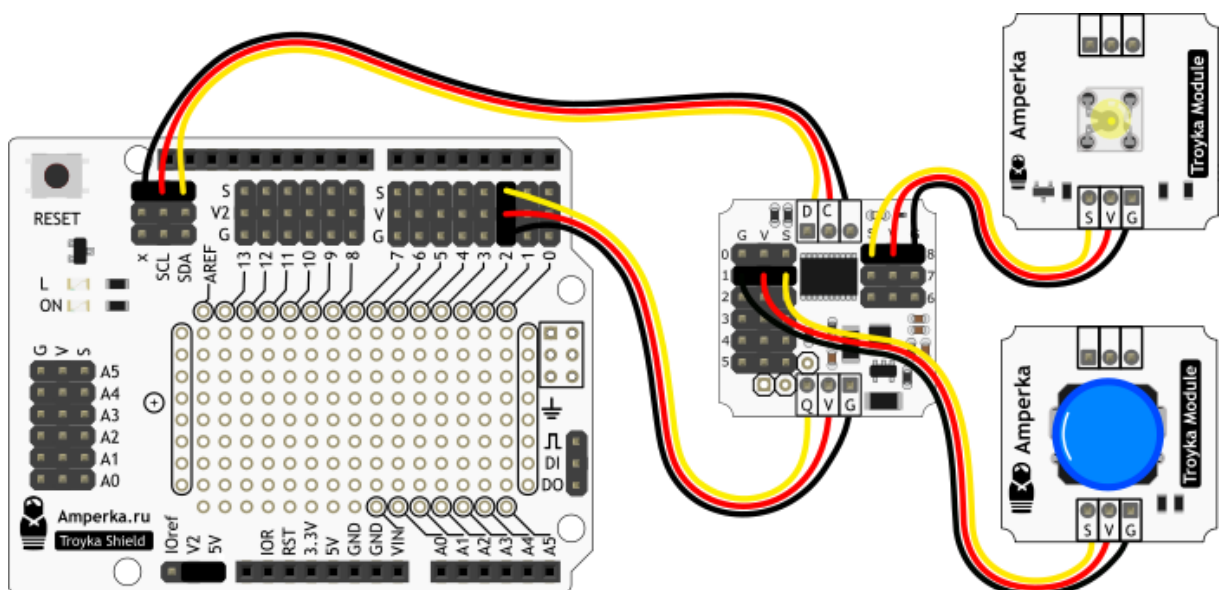 RESET
L
ON
X
SCL
SDA
S
V2
G
AREF
13
12
11
10
9
8
S
V
G
7
6
5
4
3
2
1
0
G V S
A5
A4
A3
A2
A1
A0
DI
DO
Amperka.ru
Troyka Shield
IOref
V2
5V
IOR
RST
3.3V
5V
GND
GND
VIN
A0
A1
A2
A3
A4
A5
D C
G V S
0
1
2
3
4
5
8
7
6
Q V G
Amperka
Troyka Module
S V G
Amperka
Troyka Module
S V G